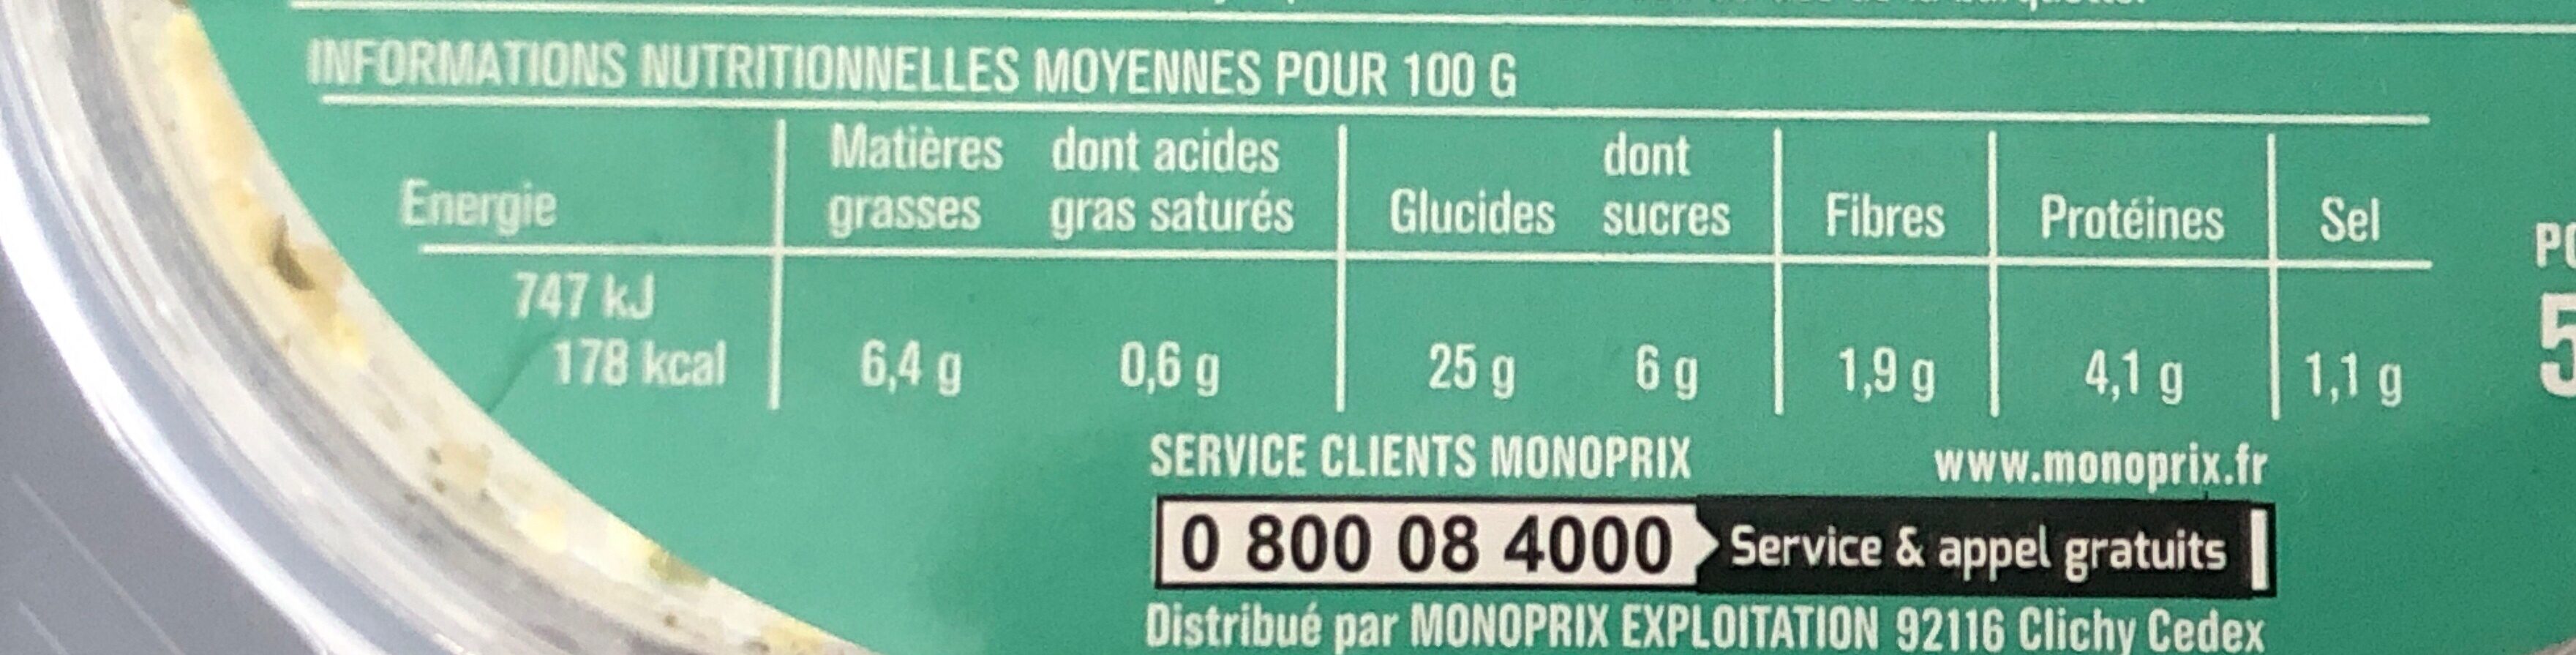 INFORMATIONS NUTRITIONNELLES MOYENNES POUR 100 G
Matières dont acides dont
Energie grasses gras saturés Glucides sucres Fibres Protéines Sel
747 kJ
178 kcal 6,4 g 0,6 g 25 g 6 g 1,9 g 4,1 g 1,1 g
SERVICE CLIENTS MONOPRIX www.monoprix.fr
0 800 08 4000 Service & appel gratuits
Distribué par MONOPRIX EXPLOITATION 92116 Clichy Cedex